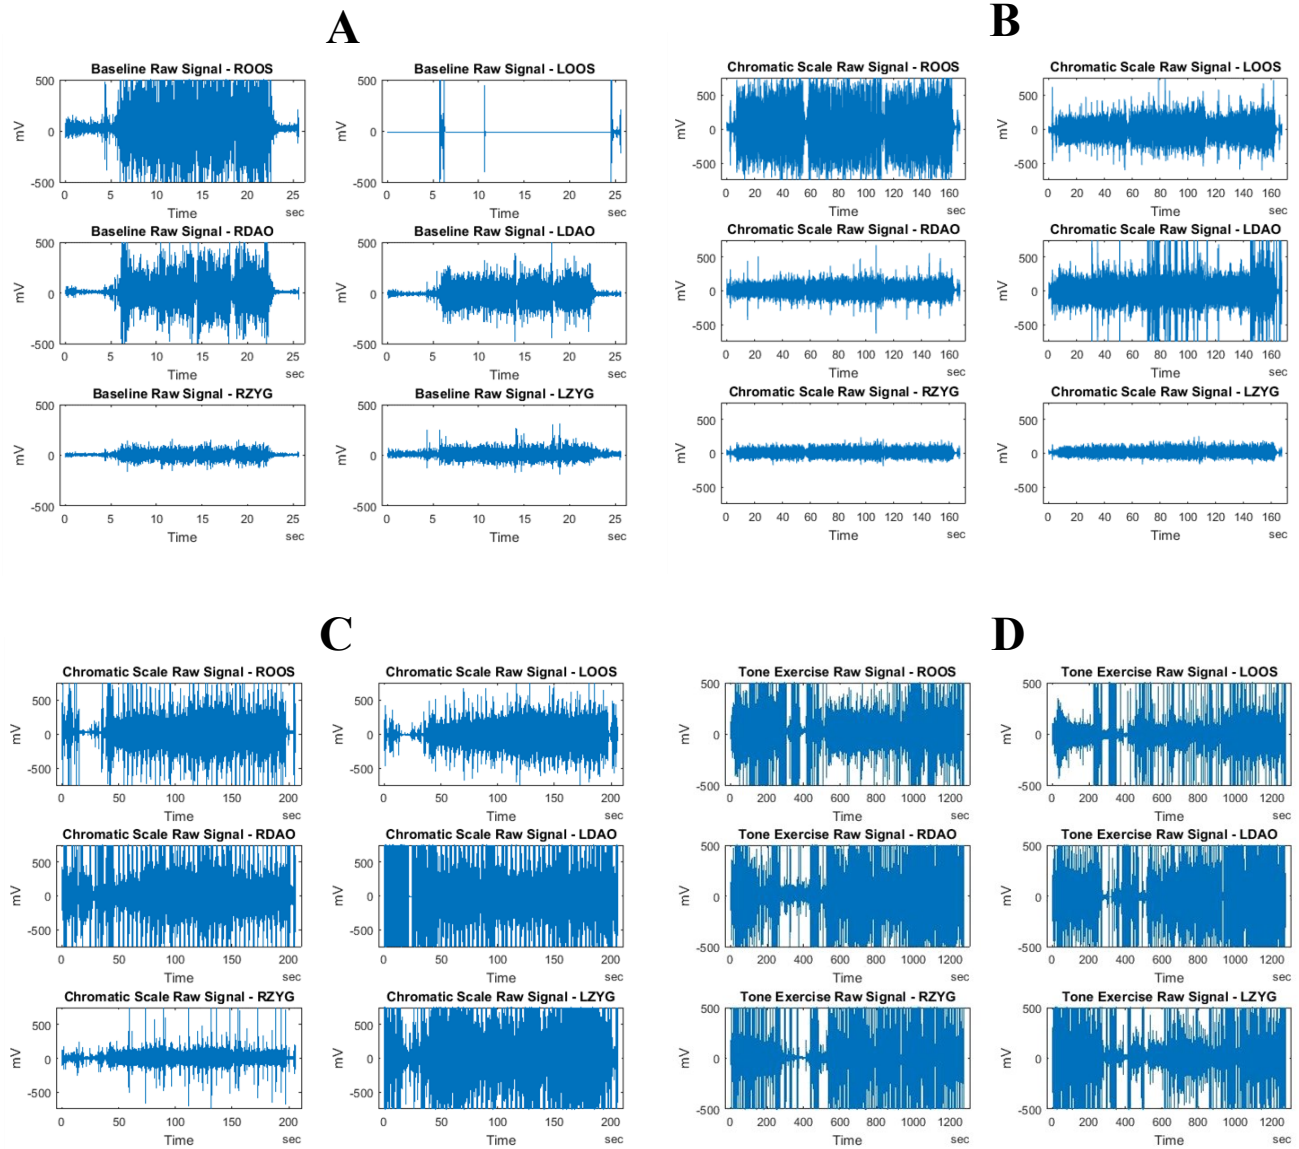 A
Baseline Raw Signal - ROOS
500
0
-500
mV
0 5 10 15 20 25
Time
sec
Baseline Raw Signal - LOOS
500
0
-500
mV
0 5 10 15 20 25
Time
sec
Baseline Raw Signal - RDAO
500
0
-500
mV
0 5 10 15 20 25
Time
sec
Baseline Raw Signal - LDAO
500
0
-500
mV
0 5 10 15 20 25
Time
sec
Baseline Raw Signal - RZYG
500
0
-500
mV
0 5 10 15 20 25
Time
sec
Baseline Raw Signal - LZYG
500
0
-500
mV
0 5 10 15 20 25
Time
sec
B
Chromatic Scale Raw Signal - ROOS
500
0
-500
mV
0 20 40 60 80 100 120 140 160
Time
sec
Chromatic Scale Raw Signal - LOOS
500
0
-500
mV
0 20 40 60 80 100 120 140 160
Time
sec
Chromatic Scale Raw Signal - RDAO
500
0
-500
mV
0 20 40 60 80 100 120 140 160
Time
sec
Chromatic Scale Raw Signal - LDAO
500
0
-500
mV
0 20 40 60 80 100 120 140 160
Time
sec
Chromatic Scale Raw Signal - RZYG
500
0
-500
mV
0 20 40 60 80 100 120 140 160
Time
sec
Chromatic Scale Raw Signal - LZYG
500
0
-500
mV
0 20 40 60 80 100 120 140 160
Time
sec
C
Chromatic Scale Raw Signal - ROOS
500
0
-500
mV
0 50 100 150 200
Time
sec
Chromatic Scale Raw Signal - LOOS
500
0
-500
mV
0 50 100 150 200
Time
sec
Chromatic Scale Raw Signal - RDAO
500
0
-500
mV
0 50 100 150 200
Time
sec
Chromatic Scale Raw Signal - LDAO
500
0
-500
mV
0 50 100 150 200
Time
sec
Chromatic Scale Raw Signal - RZYG
500
0
-500
mV
0 50 100 150 200
Time
sec
Chromatic Scale Raw Signal - LZYG
500
0
-500
mV
0 50 100 150 200
Time
sec
D
Tone Exercise Raw Signal - ROOS
500
0
-500
mV
0 200 400 600 800 1000 1200
Time
sec
Tone Exercise Raw Signal - LOOS
500
0
-500
mV
0 200 400 600 800 1000 1200
Time
sec
Tone Exercise Raw Signal - RDAO
500
0
-500
mV
0 200 400 600 800 1000 1200
Time
sec
Tone Exercise Raw Signal - LDAO
500
0
-500
mV
0 200 400 600 800 1000 1200
Time
sec
Tone Exercise Raw Signal - RZYG
500
0
-500
mV
0 200 400 600 800 1000 1200
Time
sec
Tone Exercise Raw Signal - LZYG
500
0
-500
mV
0 200 400 600 800 1000 1200
Time
sec